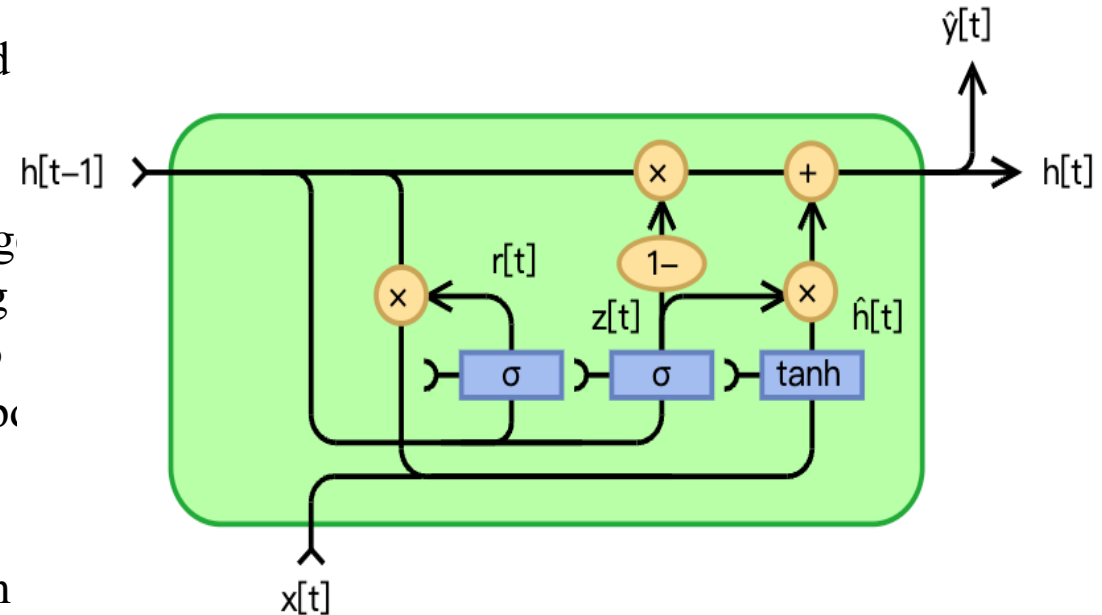 ŷ[t]
h[t−1]
×
+
h[t]
r[t]
1−
×
z[t]
×
ĥ[t]
σ
σ
tanh
x[t]